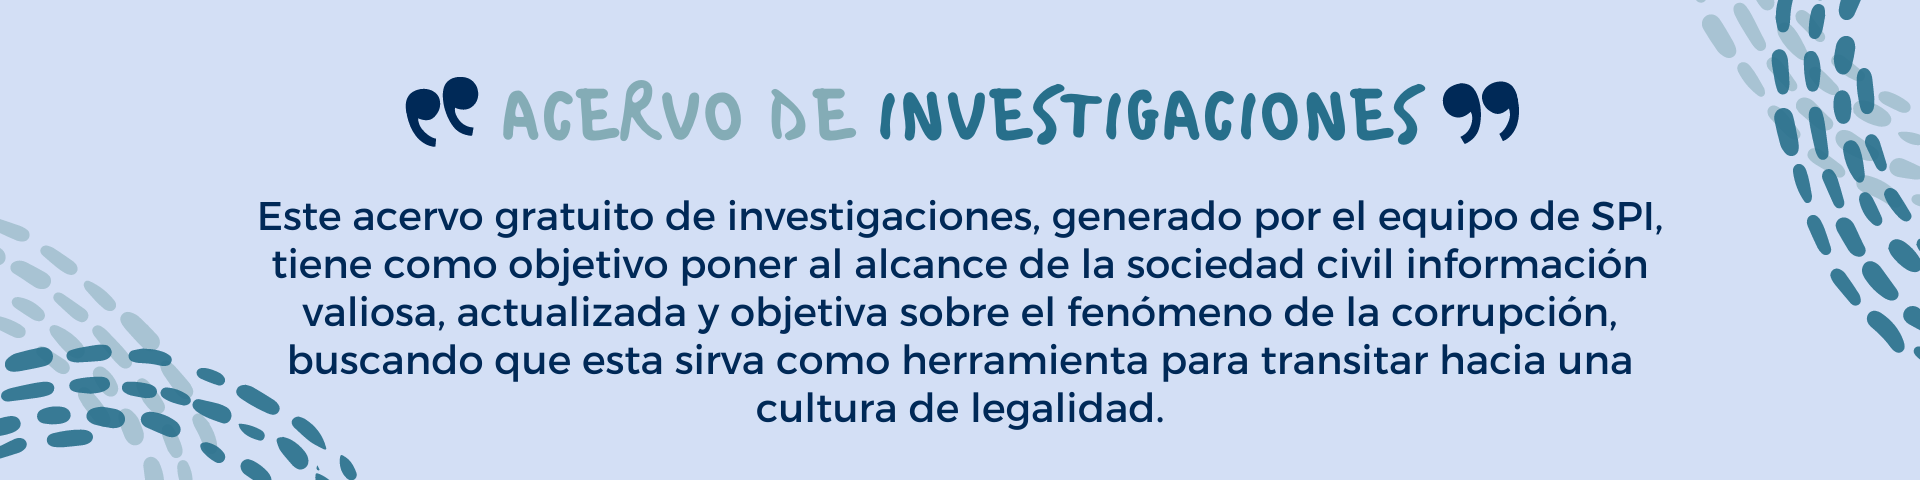 ❛❛ ACERVO DE INVESTIGACIONES ❜❜
Este acervo gratuito de investigaciones, generado por el equipo de SPI,
tiene como objetivo poner al alcance de la sociedad civil información
valiosa, actualizada y objetiva sobre el fenómeno de la corrupción,
buscando que esta sirva como herramienta para transitar hacia una
cultura de legalidad.